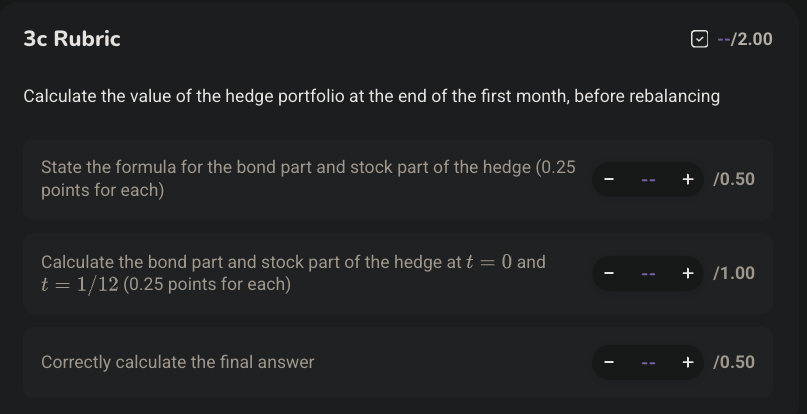 3c Rubric
--/2.00
Calculate the value of the hedge portfolio at the end of the first month, before rebalancing
State the formula for the bond part and stock part of the hedge (0.25
points for each)
− -- + /0.50
Calculate the bond part and stock part of the hedge at t = 0 and
t = 1/12 (0.25 points for each)
− -- + /1.00
Correctly calculate the final answer
− -- + /0.50